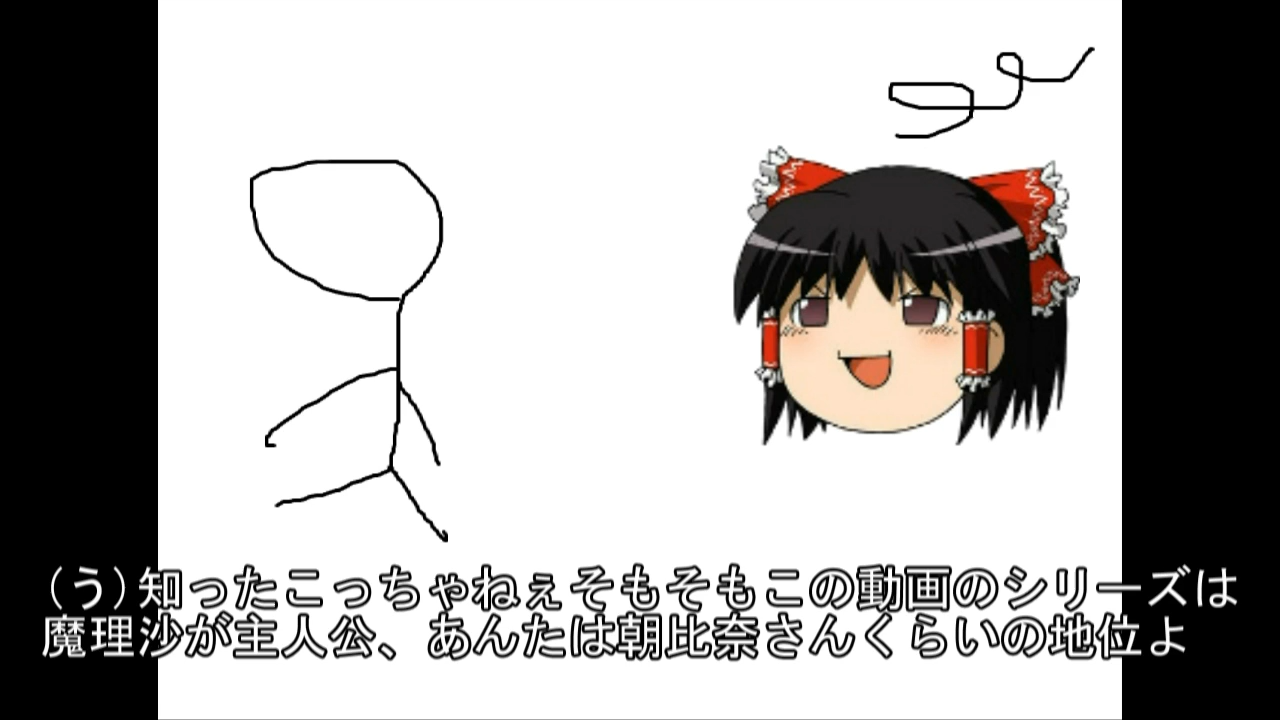 (う)知ったこっちゃねぇそもそもこの動画のシリーズは
魔理沙が主人公、あんたは朝比奈さんくらいの地位よ